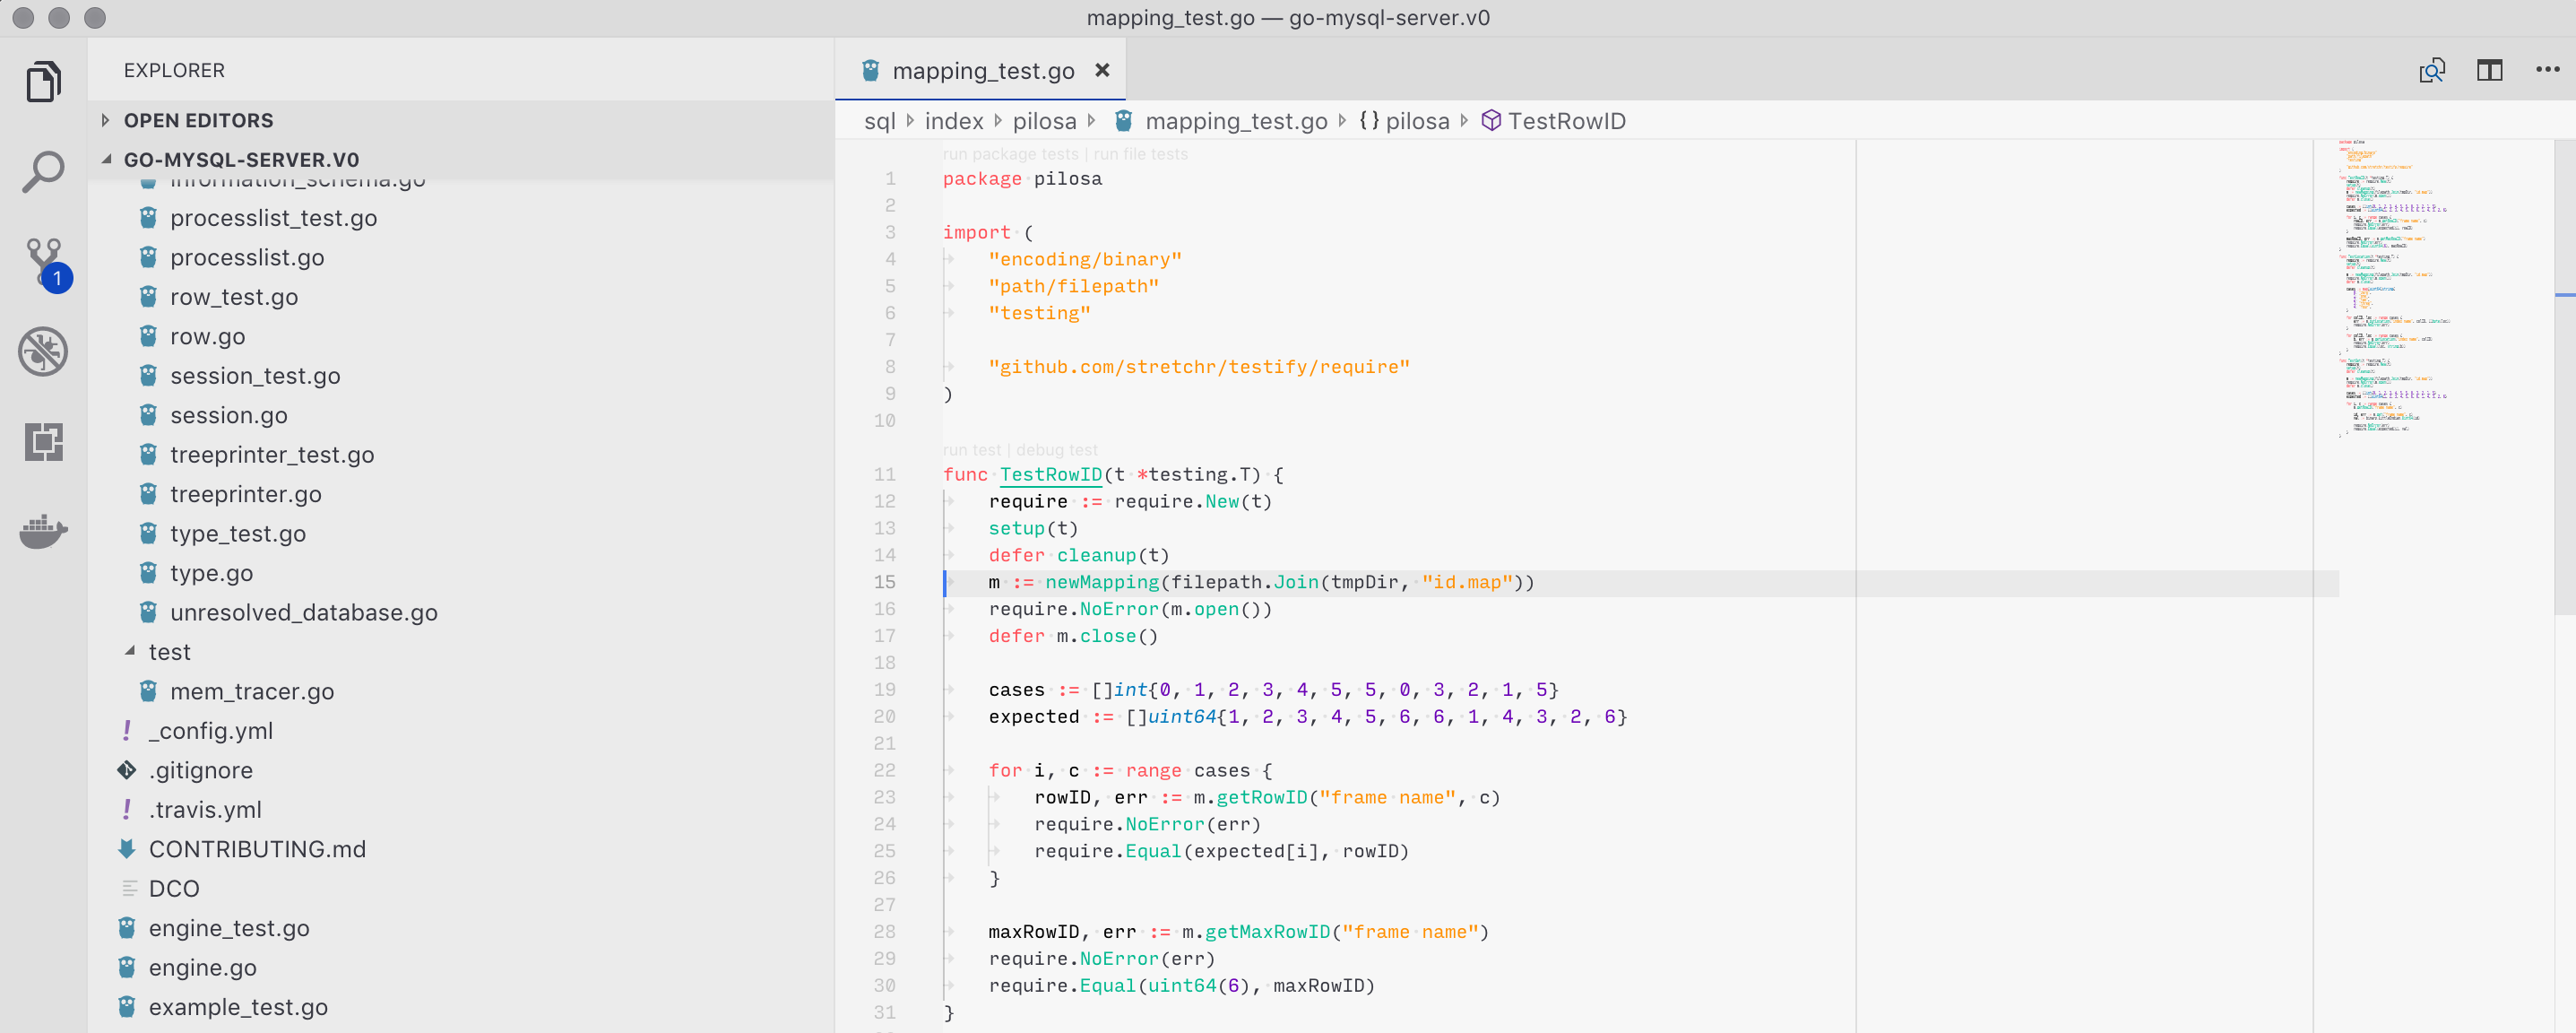 mapping_test.go — go-mysql-server.v0
EXPLORER
OPEN EDITORS
GO-MYSQL-SERVER.V0
information_schema.go
processlist_test.go
processlist.go
row_test.go
row.go
session_test.go
session.go
treeprinter_test.go
treeprinter.go
type_test.go
type.go
unresolved_database.go
test
mem_tracer.go
_config.yml
.gitignore
.travis.yml
CONTRIBUTING.md
DCO
engine_test.go
engine.go
example_test.go
1
mapping_test.go
sql index pilosa mapping_test.go {} pilosa TestRowID
run package tests | run file tests
1 package pilosa
2
3 import (
4 "encoding/binary"
5 "path/filepath"
6 "testing"
7
8 "github.com/stretchr/testify/require"
9 )
10
run test | debug test
11 func TestRowID(t *testing.T) {
12 require := require.New(t)
13 setup(t)
14 defer cleanup(t)
15 m := newMapping(filepath.Join(tmpDir, "id.map"))
16 require.NoError(m.open())
17 defer m.close()
18
19 cases := []int{0, 1, 2, 3, 4, 5, 5, 0, 3, 2, 1, 5}
20 expected := []uint64{1, 2, 3, 4, 5, 6, 6, 1, 4, 3, 2, 6}
21
22 for i, c := range cases {
23 rowID, err := m.getRowID("frame name", c)
24 require.NoError(err)
25 require.Equal(expected[i], rowID)
26 }
27
28 maxRowID, err := m.getMaxRowID("frame name")
29 require.NoError(err)
30 require.Equal(uint64(6), maxRowID)
31 }